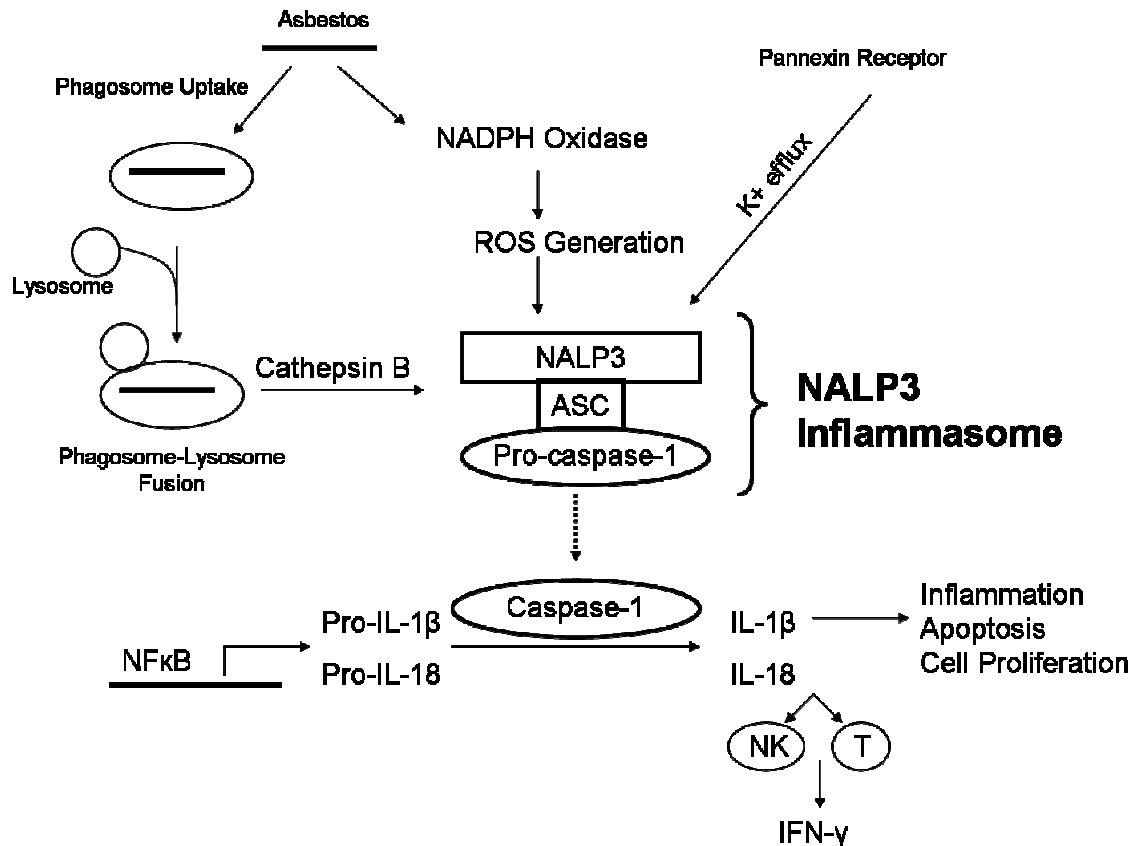 Asbestos
Pannexin Receptor
Phagosome Uptake
NADPH Oxidase
K+ efflux
ROS Generation
Lysosome
NALP3
Cathepsin B
ASC
NALP3
Inflammasome
Pro-caspase-1
Phagosome-Lysosome
Fusion
Caspase-1
Inflammation
Apoptosis
Cell Proliferation
Pro-IL-1β
IL-1β
NFκB
Pro-IL-18
IL-18
NK
T
IFN-γ